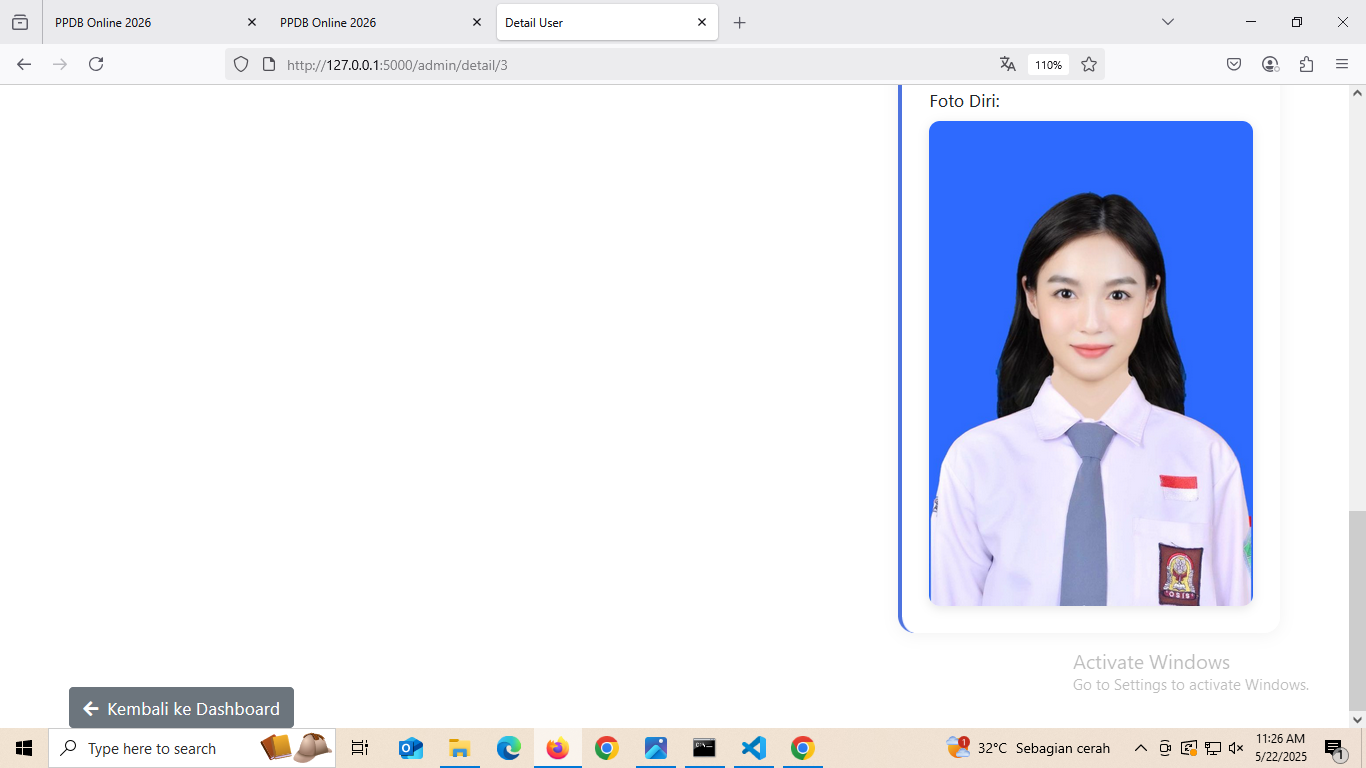 PPDB Online 2026
PPDB Online 2026
Detail User
http://127.0.0.1:5000/admin/detail/3
110%
Foto Diri:
OSIS
Activate Windows
Go to Settings to activate Windows.
Kembali ke Dashboard
Type here to search
1
32°C Sebagian cerah
11:26 AM
5/22/2025
1